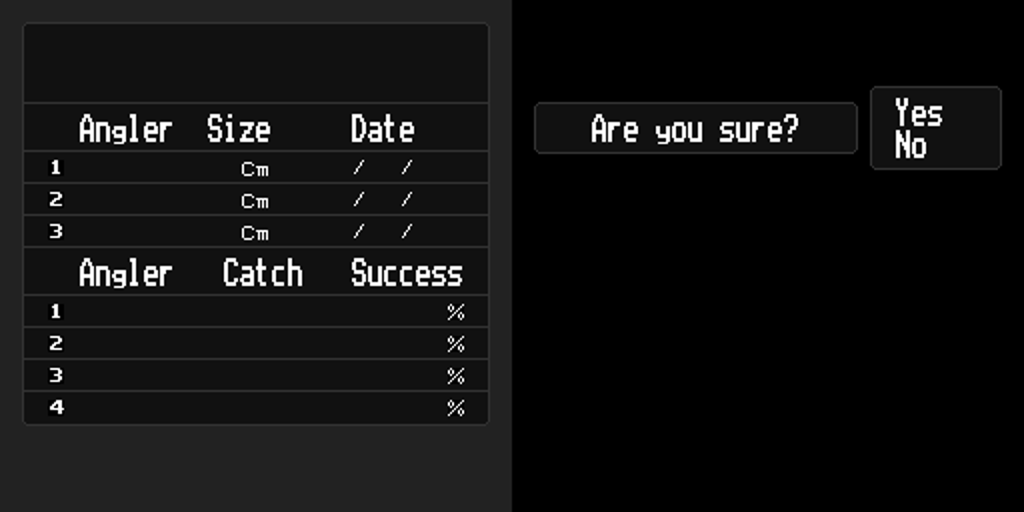 Angler Size Date
1 Cm / /
2 Cm / /
3 Cm / /
Angler Catch Success
1 %
2 %
3 %
4 %
Are you sure?
Yes
No